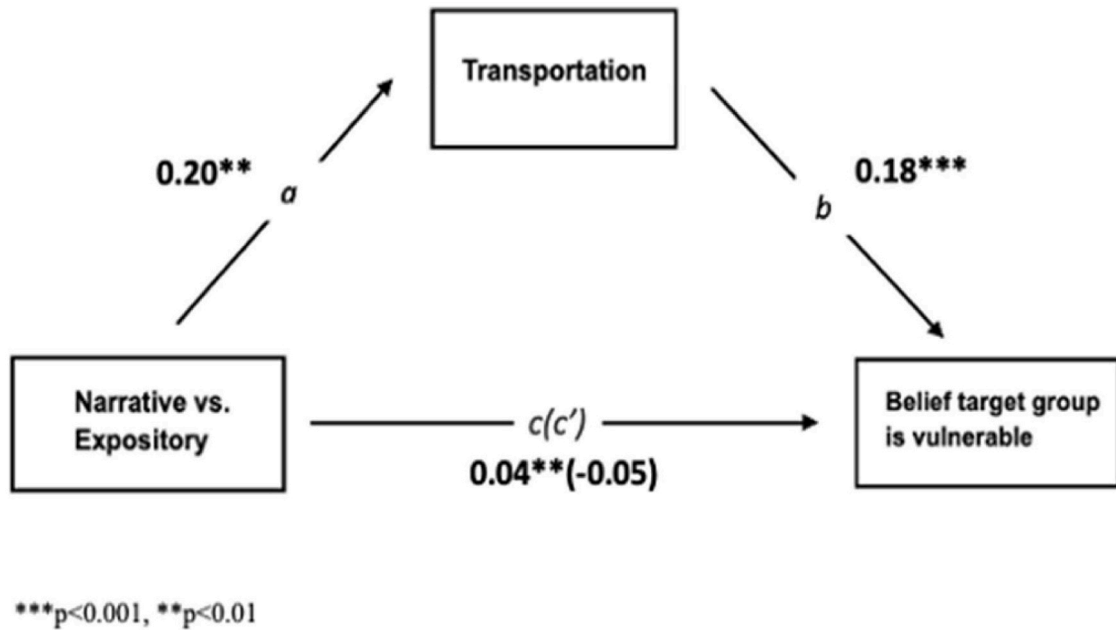 Transportation
0.20**
a
0.18***
b
Narrative vs.
Expository
c(c′)
0.04**(-0.05)
Belief target group
is vulnerable
***p<0.001, **p<0.01